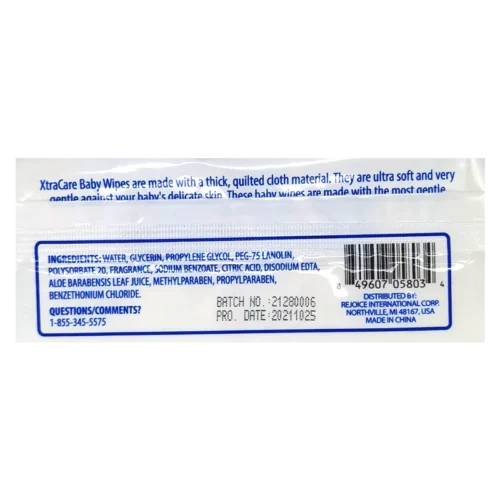 XtraCare Baby Wipes are made with a thick, quilted cloth material. They are ultra soft and very
gentle against your baby's delicate skin. These baby wipes are made with the most gentle
INGREDIENTS: WATER, GLYCERIN, PROPYLENE GLYCOL, PEG-75 LANOLIN,
POLYSORBATE 20, FRAGRANCE, SODIUM BENZOATE, CITRIC ACID, DISODIUM EDTA,
ALOE BARABENSIS LEAF JUICE, METHYLPARABEN, PROPYLPARABEN,
BENZETHONIUM CHLORIDE.
QUESTIONS/COMMENTS?
1-855-345-5575
BATCH NO.:21280006
PRO. DATE:20211025
8 49607 05803 4
DISTRIBUTED BY:
REJOICE INTERNATIONAL CORP.
NORTHVILLE, MI 48167, USA
MADE IN CHINA